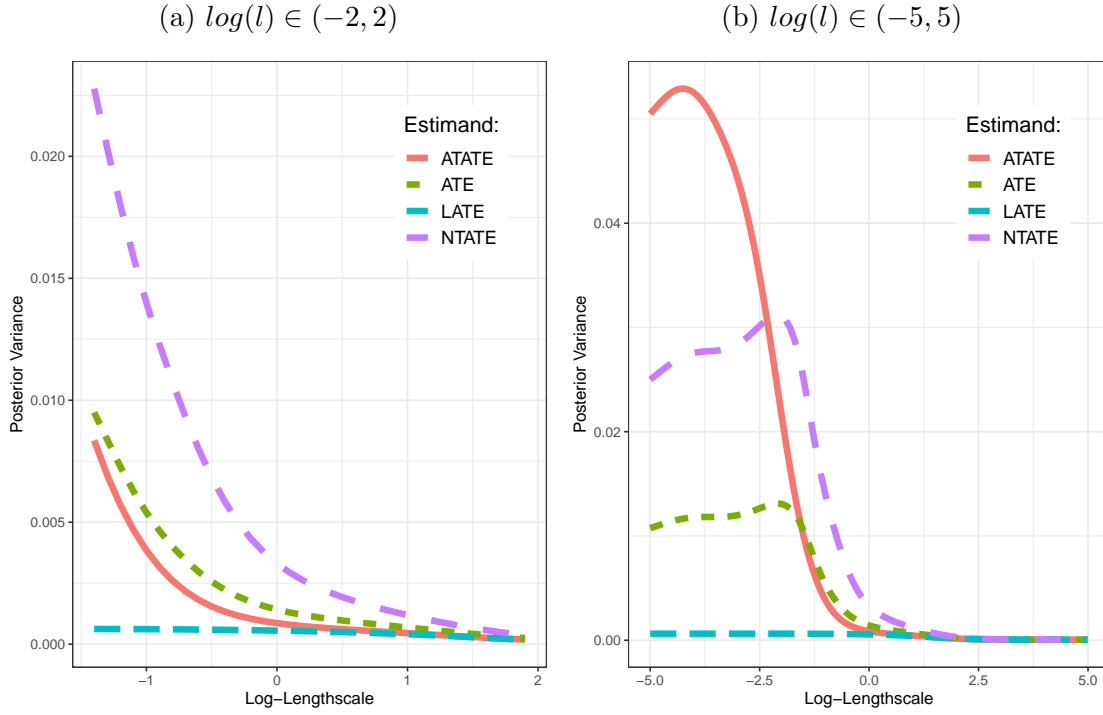 (a) log(l) ∈ (−2, 2)
Estimand:
ATATE
ATE
LATE
NTATE
0.020
0.015
0.010
0.005
0.000
Posterior Variance
−1
0
1
2
Log−Lengthscale
(b) log(l) ∈ (−5, 5)
Estimand:
ATATE
ATE
LATE
NTATE
0.04
0.02
0.00
Posterior Variance
−5.0
−2.5
0.0
2.5
5.0
Log−Lengthscale